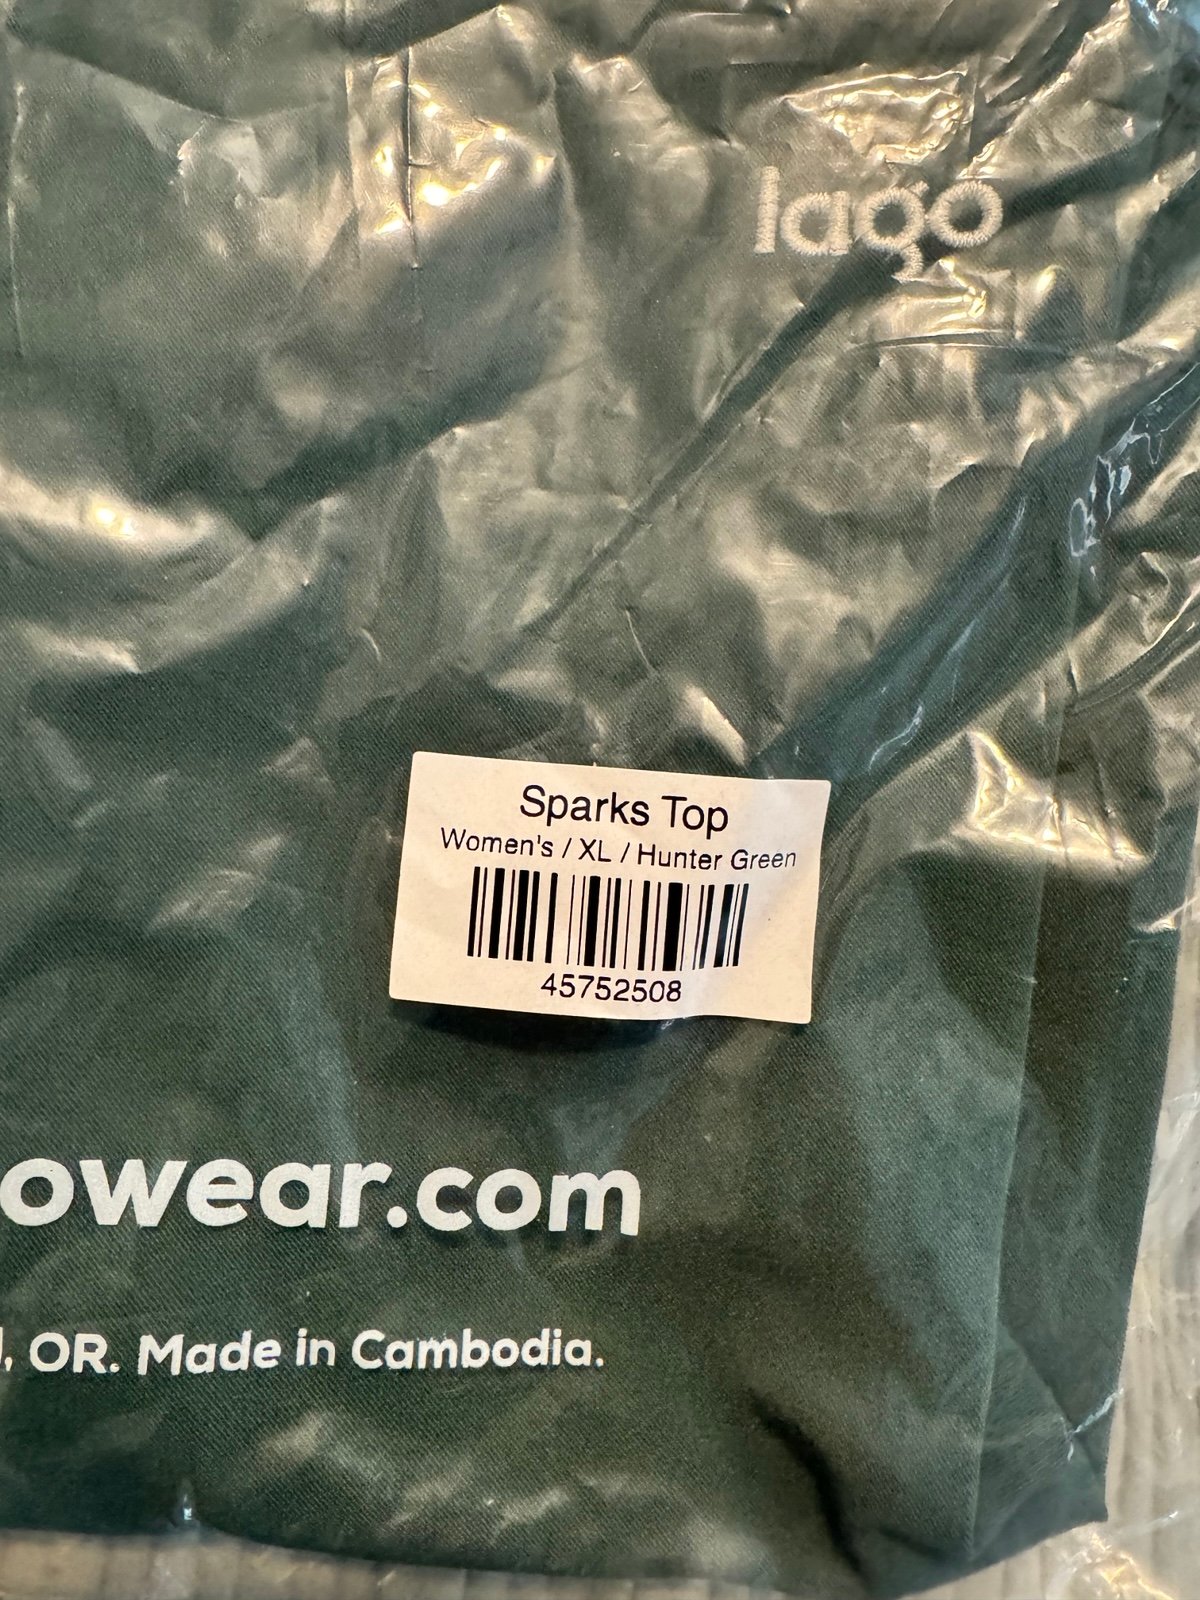 lago
Sparks Top
Women's / XL / Hunter Green
45752508
owear.com
, OR. Made in Cambodia.